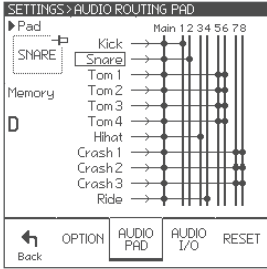 SETTINGS>AUDIO ROUTING PAD
Pad
SNARE
Memory
D
Main 1 2 3 4 5 6 7 8
Kick
Snare
Tom 1
Tom 2
Tom 3
Tom 4
Hihat
Crash 1
Crash 2
Crash 3
Ride
Back
OPTION
AUDIO
PAD
AUDIO
I/O
RESET